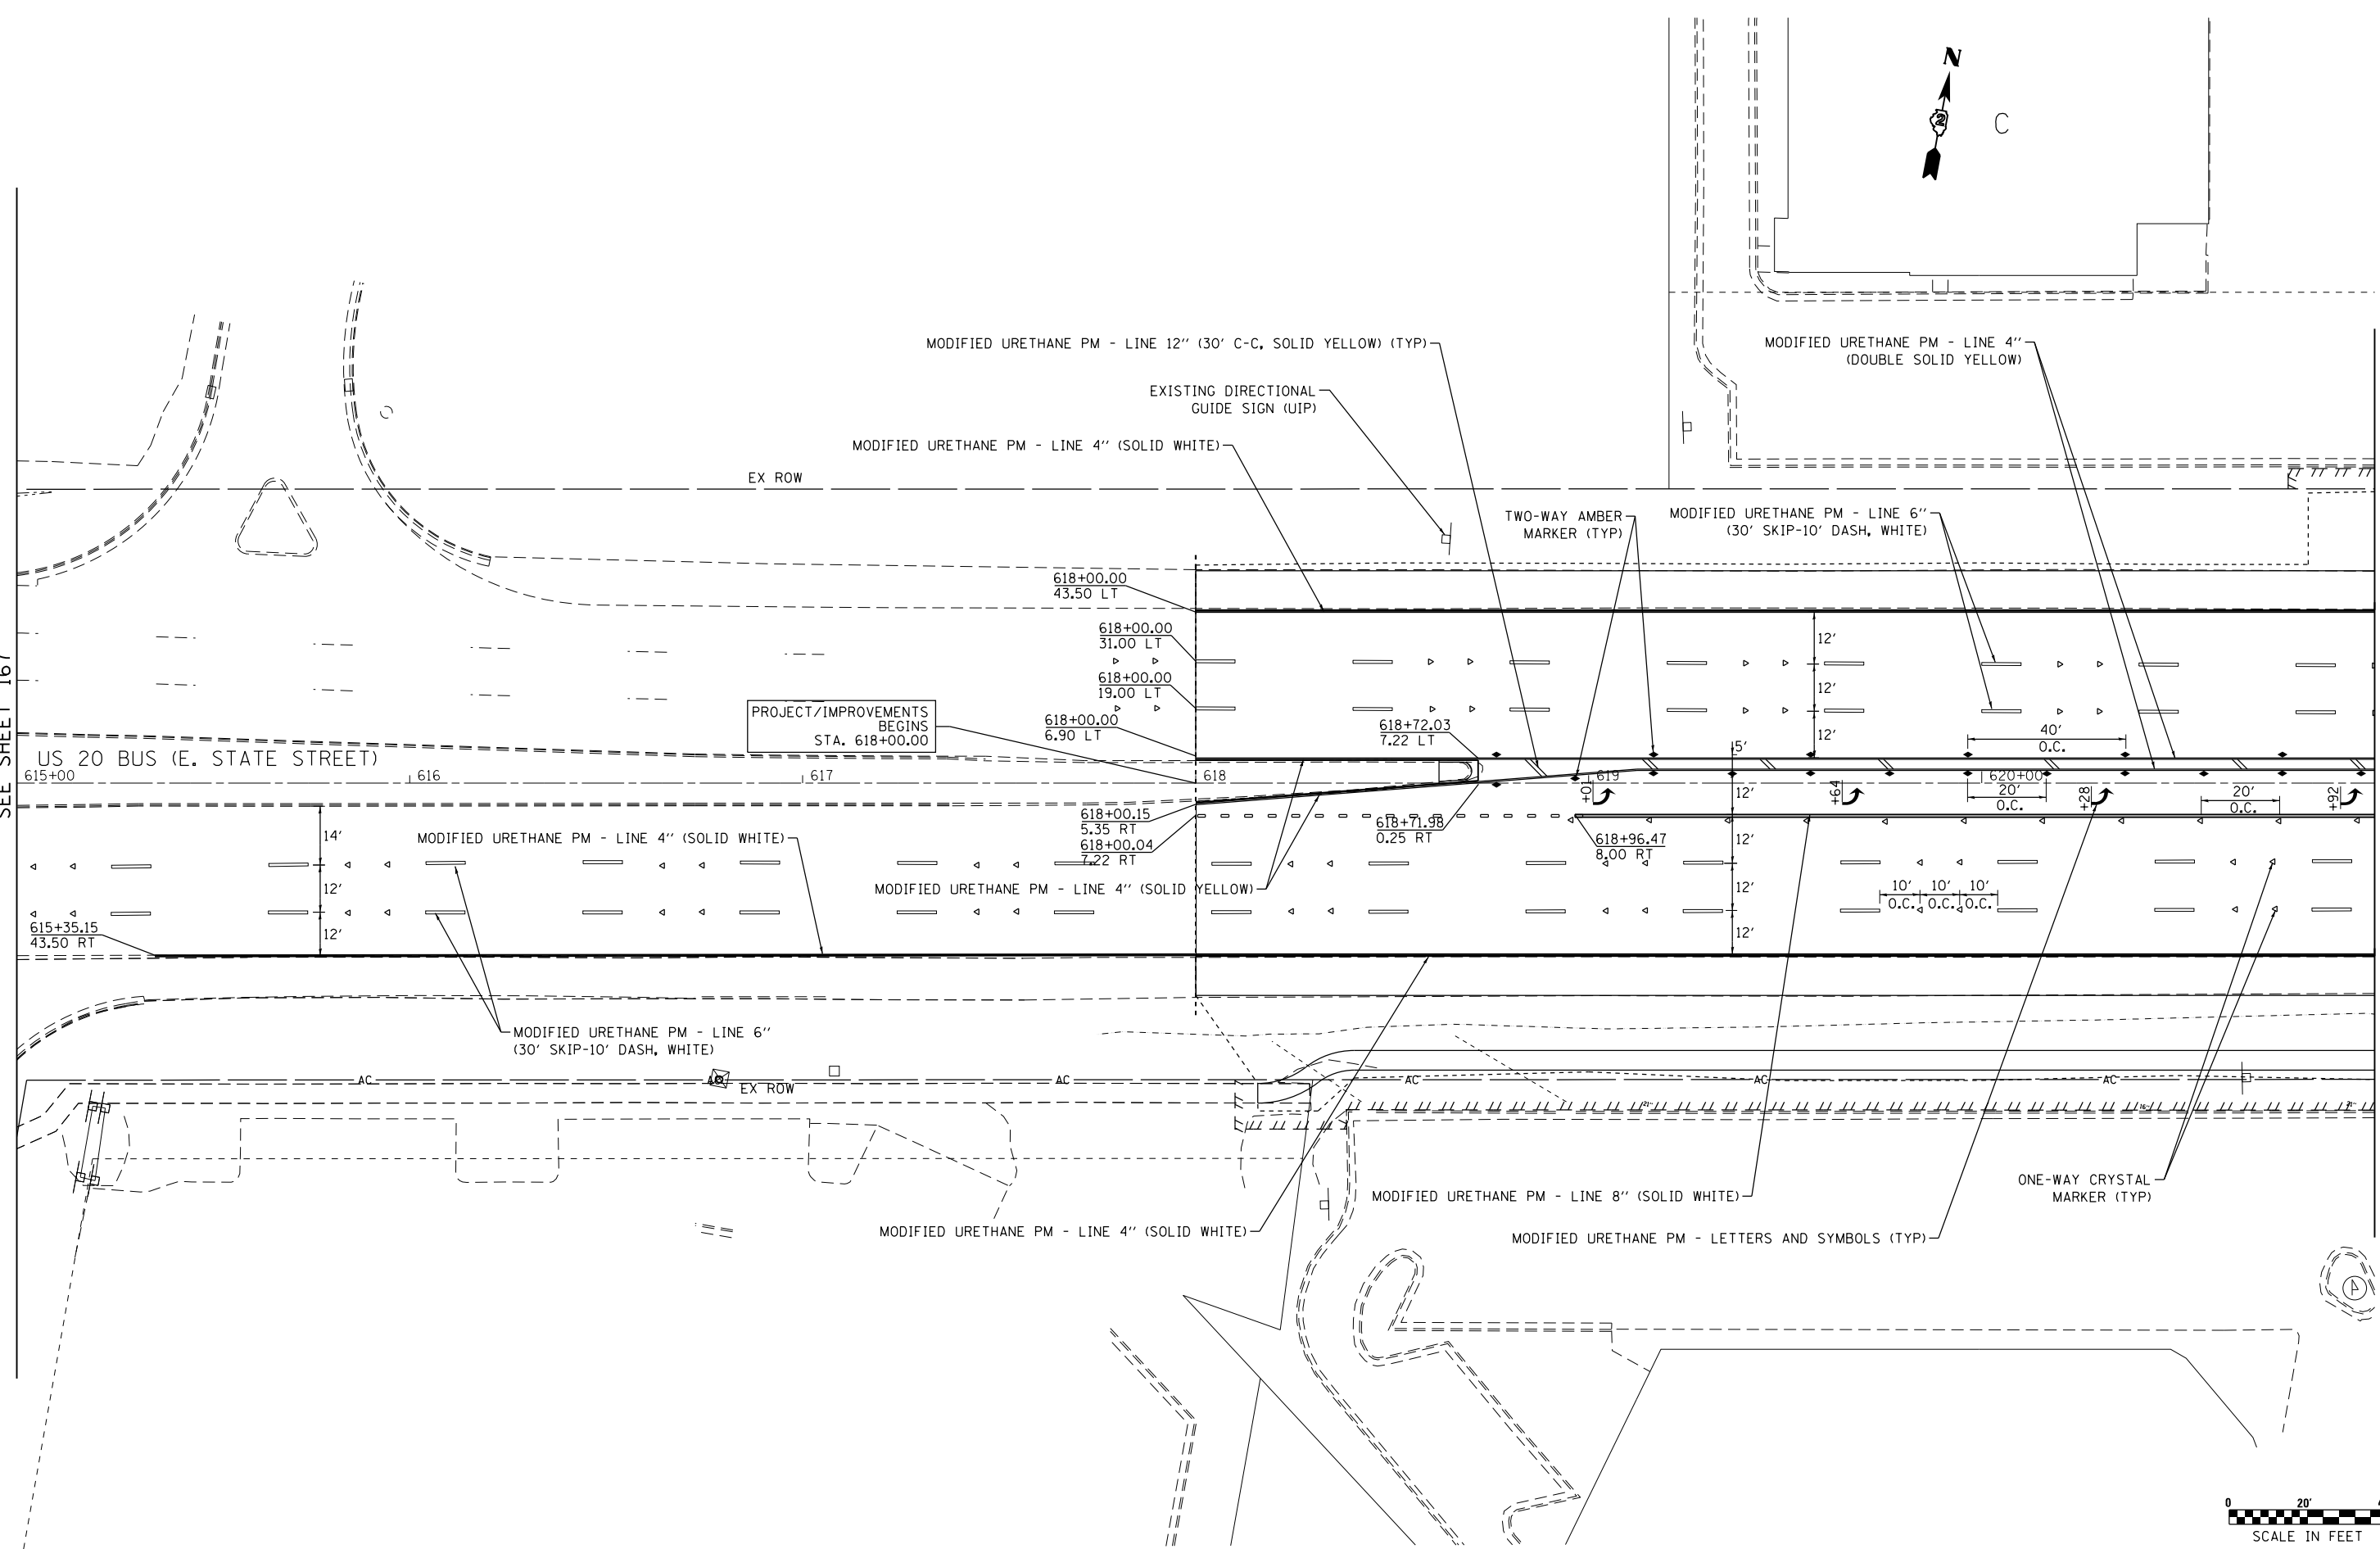 N
2
C
MODIFIED URETHANE PM - LINE 12'' (30' C-C, SOLID YELLOW) (TYP)
MODIFIED URETHANE PM - LINE 4''
(DOUBLE SOLID YELLOW)
EXISTING DIRECTIONAL
GUIDE SIGN (UIP)
MODIFIED URETHANE PM - LINE 4'' (SOLID WHITE)
EX ROW
TWO-WAY AMBER
MARKER (TYP)
MODIFIED URETHANE PM - LINE 6''
(30' SKIP-10' DASH, WHITE)
618+00.00
43.50 LT
618+00.00
31.00 LT
618+00.00
19.00 LT
618+00.00
6.90 LT
618+72.03
7.22 LT
12'
12'
12'
PROJECT/IMPROVEMENTS
BEGINS
STA. 618+00.00
SEE SHEET 167
US 20 BUS (E. STATE STREET)
615+00
616
617
618
619
620+00
5'
40'
O.C.
20'
O.C.
20'
O.C.
+01
+64
+28
+92
618+00.15
5.35 RT
618+00.04
7.22 RT
618+71.98
0.25 RT
618+96.47
8.00 RT
14'
12'
12'
12'
12'
12'
12'
10'
10'
10'
O.C.
O.C.
O.C.
MODIFIED URETHANE PM - LINE 4'' (SOLID WHITE)
MODIFIED URETHANE PM - LINE 4'' (SOLID YELLOW)
615+35.15
43.50 RT
MODIFIED URETHANE PM - LINE 6''
(30' SKIP-10' DASH, WHITE)
AC
AC
AC
AC
AC
AC
EX ROW
21"
16"
21"
MODIFIED URETHANE PM - LINE 4'' (SOLID WHITE)
MODIFIED URETHANE PM - LINE 8'' (SOLID WHITE)
MODIFIED URETHANE PM - LETTERS AND SYMBOLS (TYP)
ONE-WAY CRYSTAL
MARKER (TYP)
0
20'
SCALE IN FEET